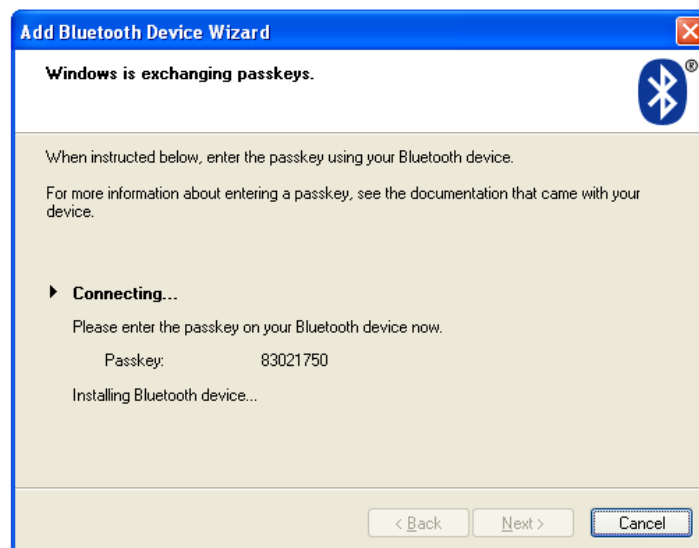 Add Bluetooth Device Wizard
Windows is exchanging passkeys.
®
When instructed below, enter the passkey using your Bluetooth device.
For more information about entering a passkey, see the documentation that came with your
device.
Connecting...
Please enter the passkey on your Bluetooth device now.
Passkey: 83021750
Installing Bluetooth device...
< Back Next > Cancel